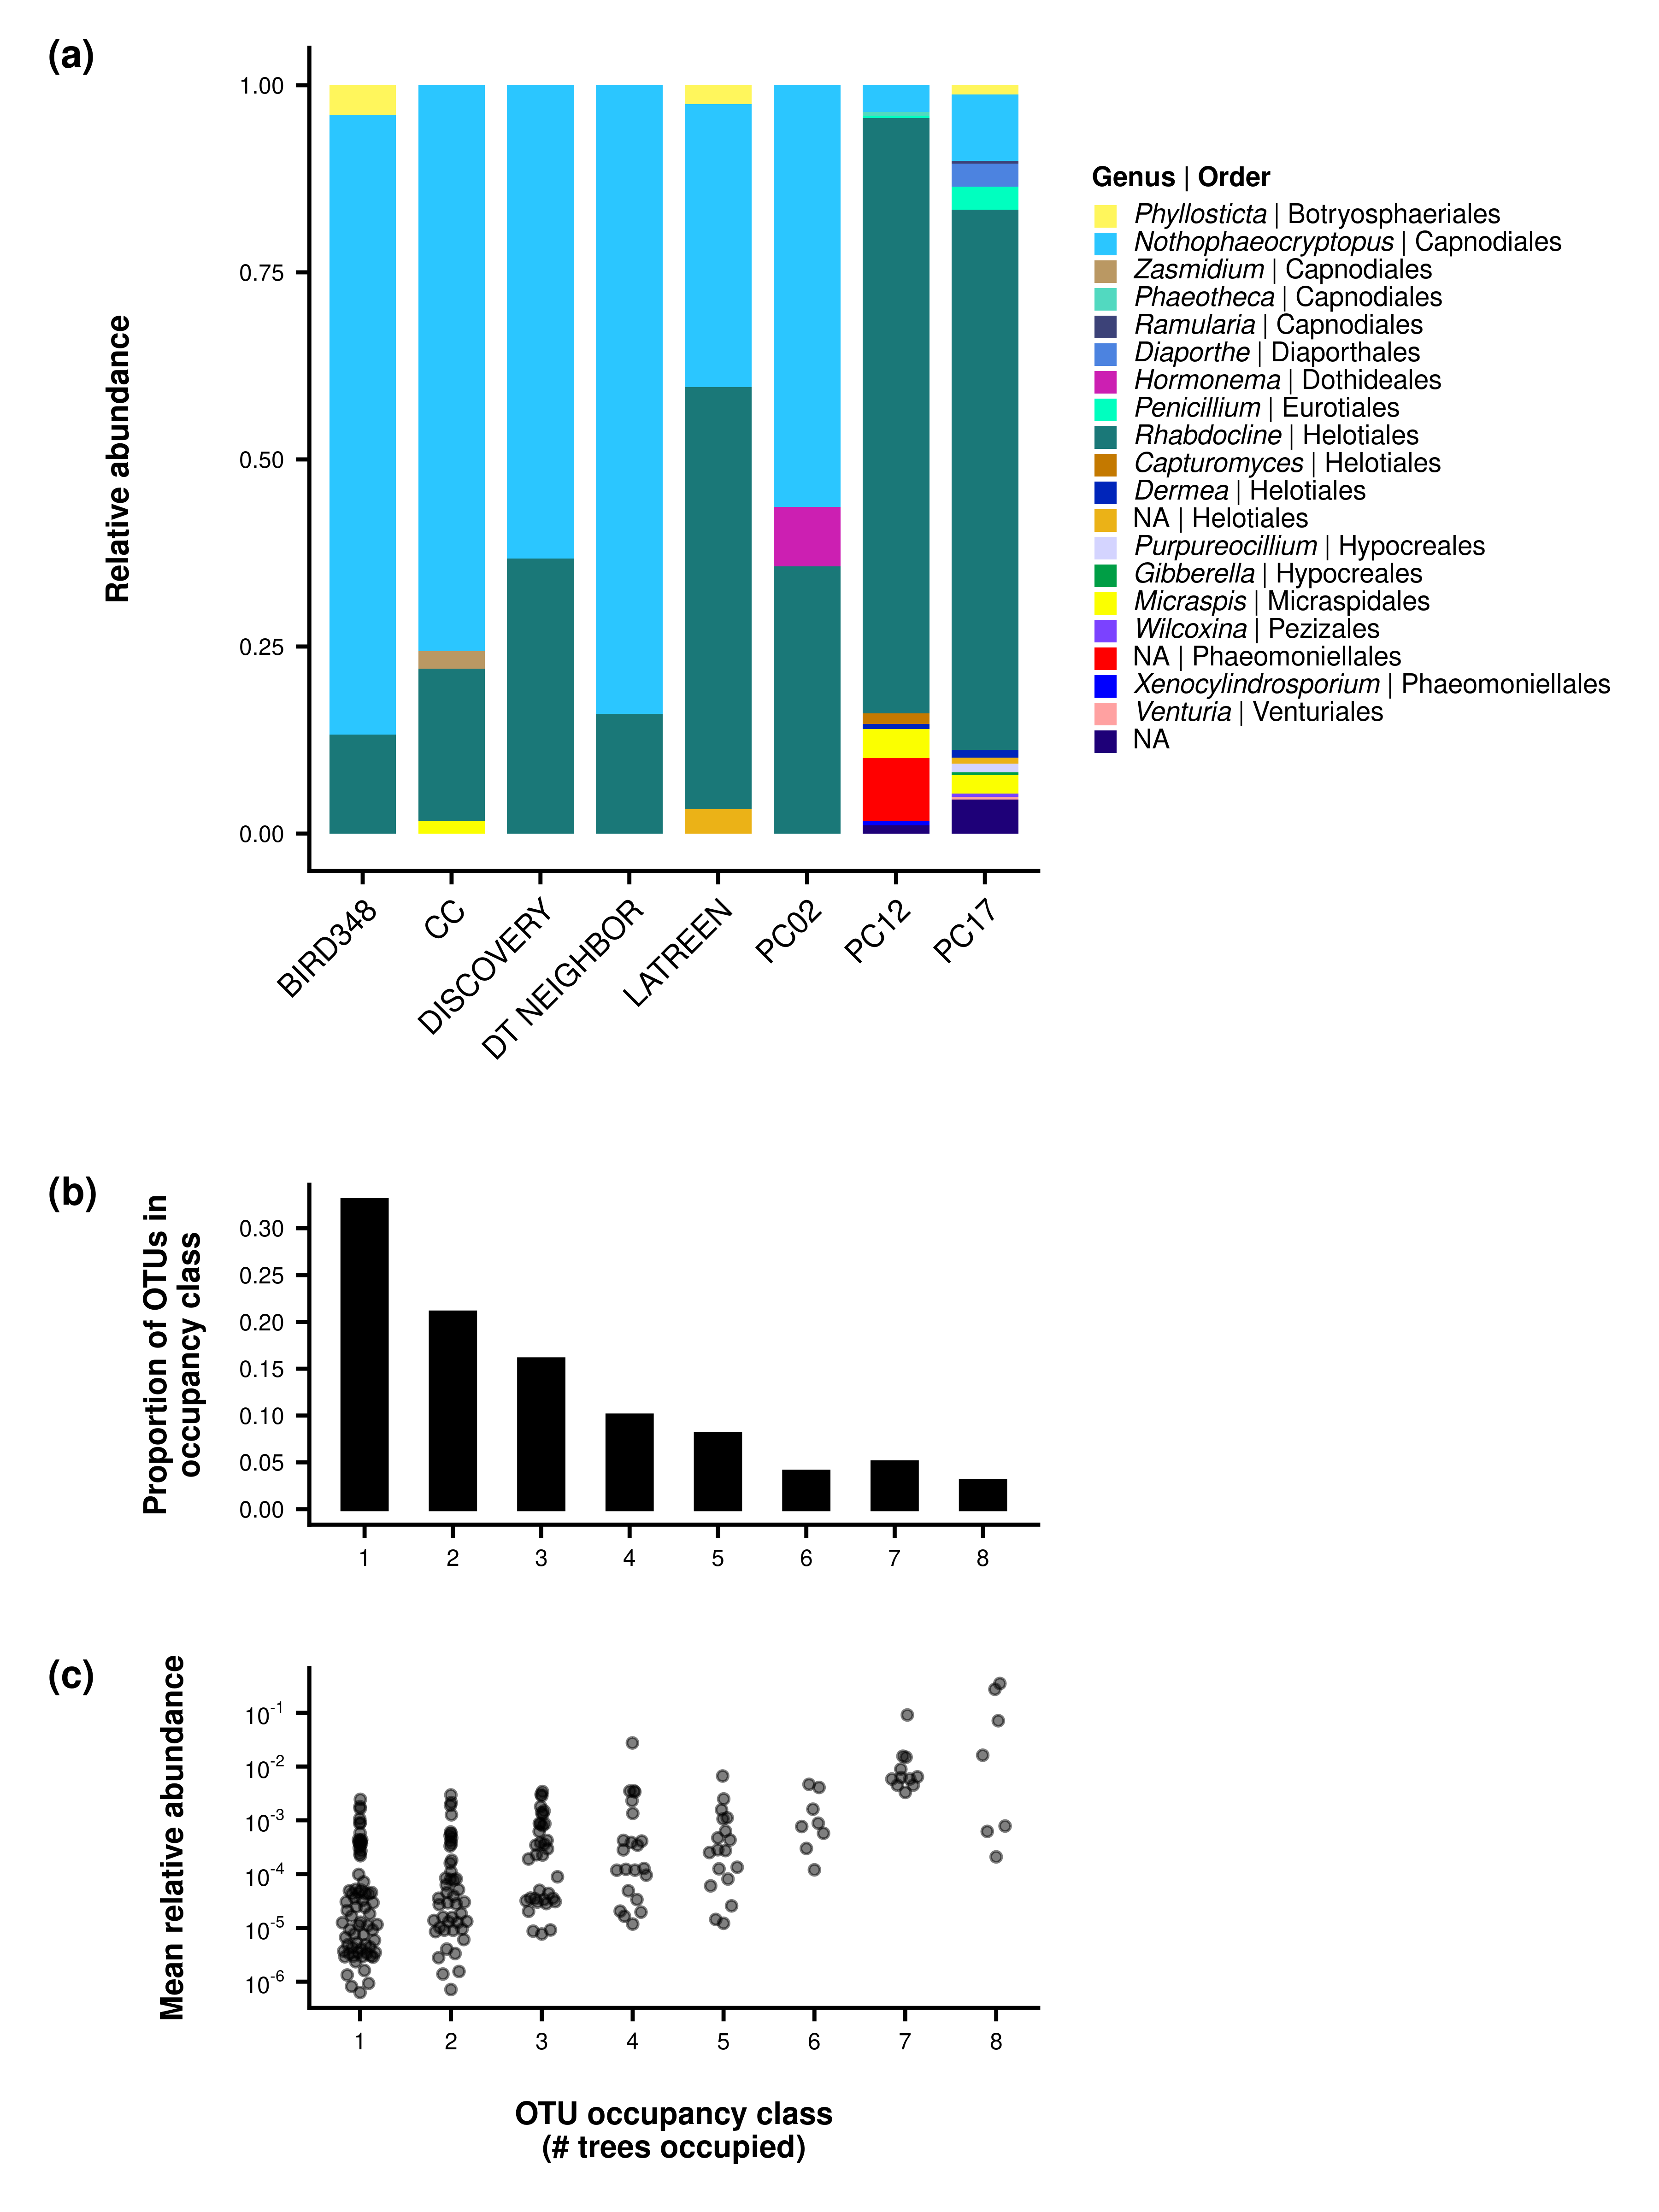 (a)
Relative abundance
1.00
0.75
0.50
0.25
0.00
BIRD348
CC
DISCOVERY
DT NEIGHBOR
LATREEN
PC02
PC12
PC17
Genus | Order
Phyllosticta | Botryosphaeriales
Nothophaeocryptopus | Capnodiales
Zasmidium | Capnodiales
Phaeotheca | Capnodiales
Ramularia | Capnodiales
Diaporthe | Diaporthales
Hormonema | Dothideales
Penicillium | Eurotiales
Rhabdocline | Helotiales
Capturomyces | Helotiales
Dermea | Helotiales
NA | Helotiales
Purpureocillium | Hypocreales
Gibberella | Hypocreales
Micraspis | Micraspidales
Wilcoxina | Pezizales
NA | Phaeomoniellales
Xenocylindrosporium | Phaeomoniellales
Venturia | Venturiales
NA
(b)
Proportion of OTUs in
occupancy class
0.30
0.25
0.20
0.15
0.10
0.05
0.00
1 2 3 4 5 6 7 8
(c)
Mean relative abundance
10^-1
10^-2
10^-3
10^-4
10^-5
10^-6
1 2 3 4 5 6 7 8
OTU occupancy class
(# trees occupied)